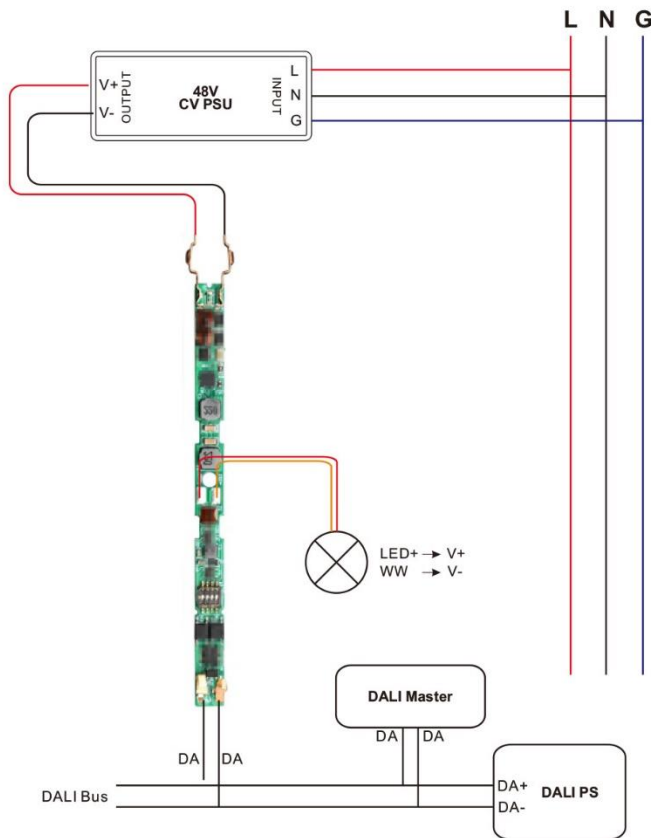 L N G
48V
CV PSU
OUTPUT
INPUT
V+
V-
L
N
G
LED+ → V+
WW → V-
DALI Master
DA DA
DA DA
DALI Bus
DA+
DA-
DALI PS